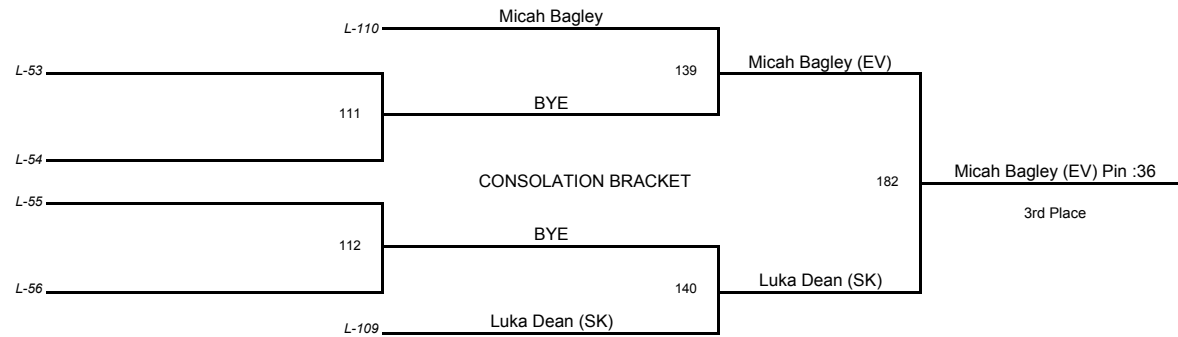 Micah Bagley
L-110
L-53
139
Micah Bagley (EV)
BYE
111
L-54
CONSOLATION BRACKET
182
Micah Bagley (EV) Pin :36
L-55
3rd Place
BYE
112
Luka Dean (SK)
L-56
140
Luka Dean (SK)
L-109